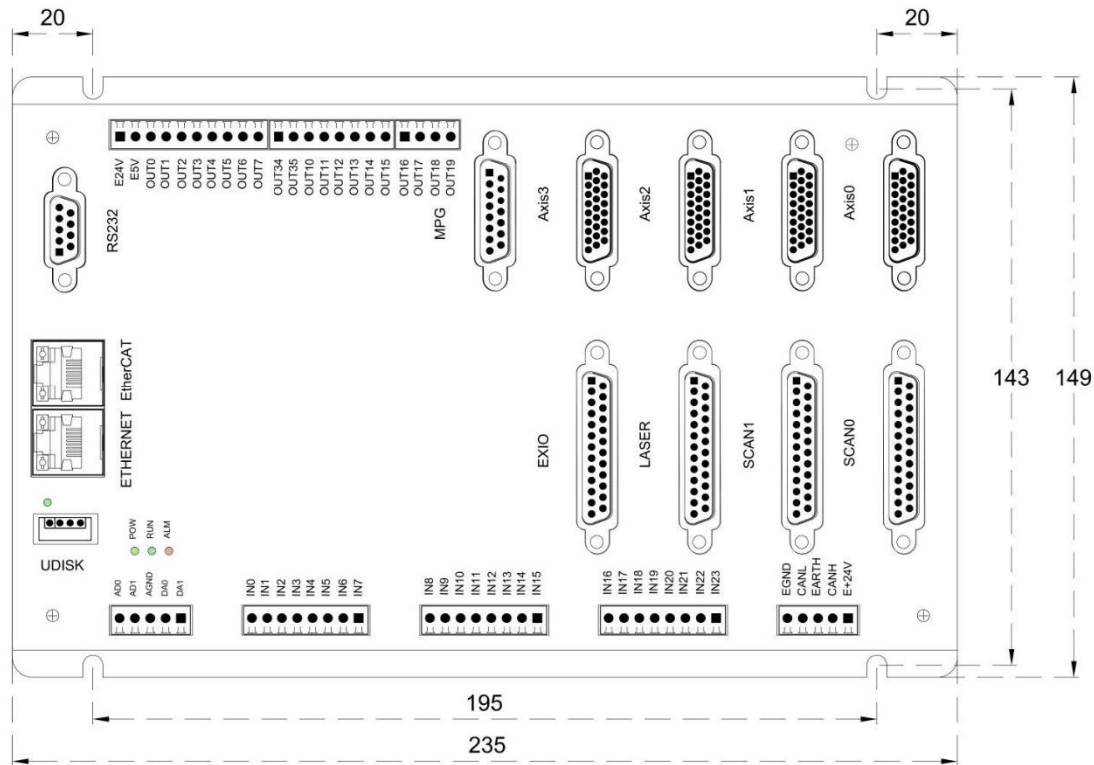 20
20
E24V
E5V
OUT0
OUT1
OUT2
OUT3
OUT4
OUT5
OUT6
OUT7
OUT34
OUT35
OUT10
OUT11
OUT12
OUT13
OUT14
OUT15
OUT16
OUT17
OUT18
OUT19
RS232
MPG
Axis3
Axis2
Axis1
Axis0
EtherCAT
ETHERNET
143
149
EXIO
LASER
SCAN1
SCAN0
UDISK
POW
RUN
ALM
AD0
AD1
AGND
DA0
DA1
IN0
IN1
IN2
IN3
IN4
IN5
IN6
IN7
IN8
IN9
IN10
IN11
IN12
IN13
IN14
IN15
IN16
IN17
IN18
IN19
IN20
IN21
IN22
IN23
EGND
CANL
EARTH
CANH
E+24V
195
235